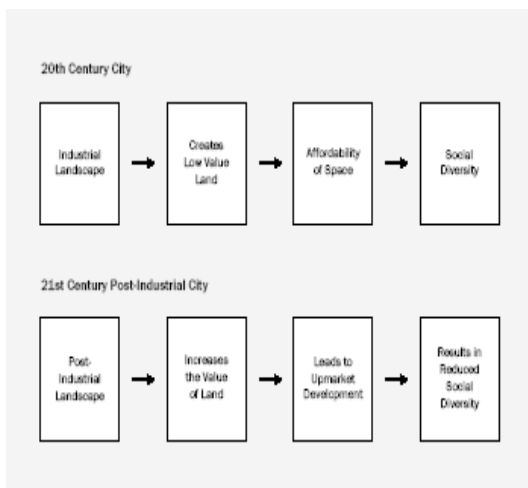 20th Century City
Industrial
Landscape
Creates
Low Value
Land
Affordability
of Space
Social
Diversity
21st Century Post-Industrial City
Post-
Industrial
Landscape
Increases
the Value
of Land
Leads to
Upmarket
Development
Results in
Reduced
Social
Diversity